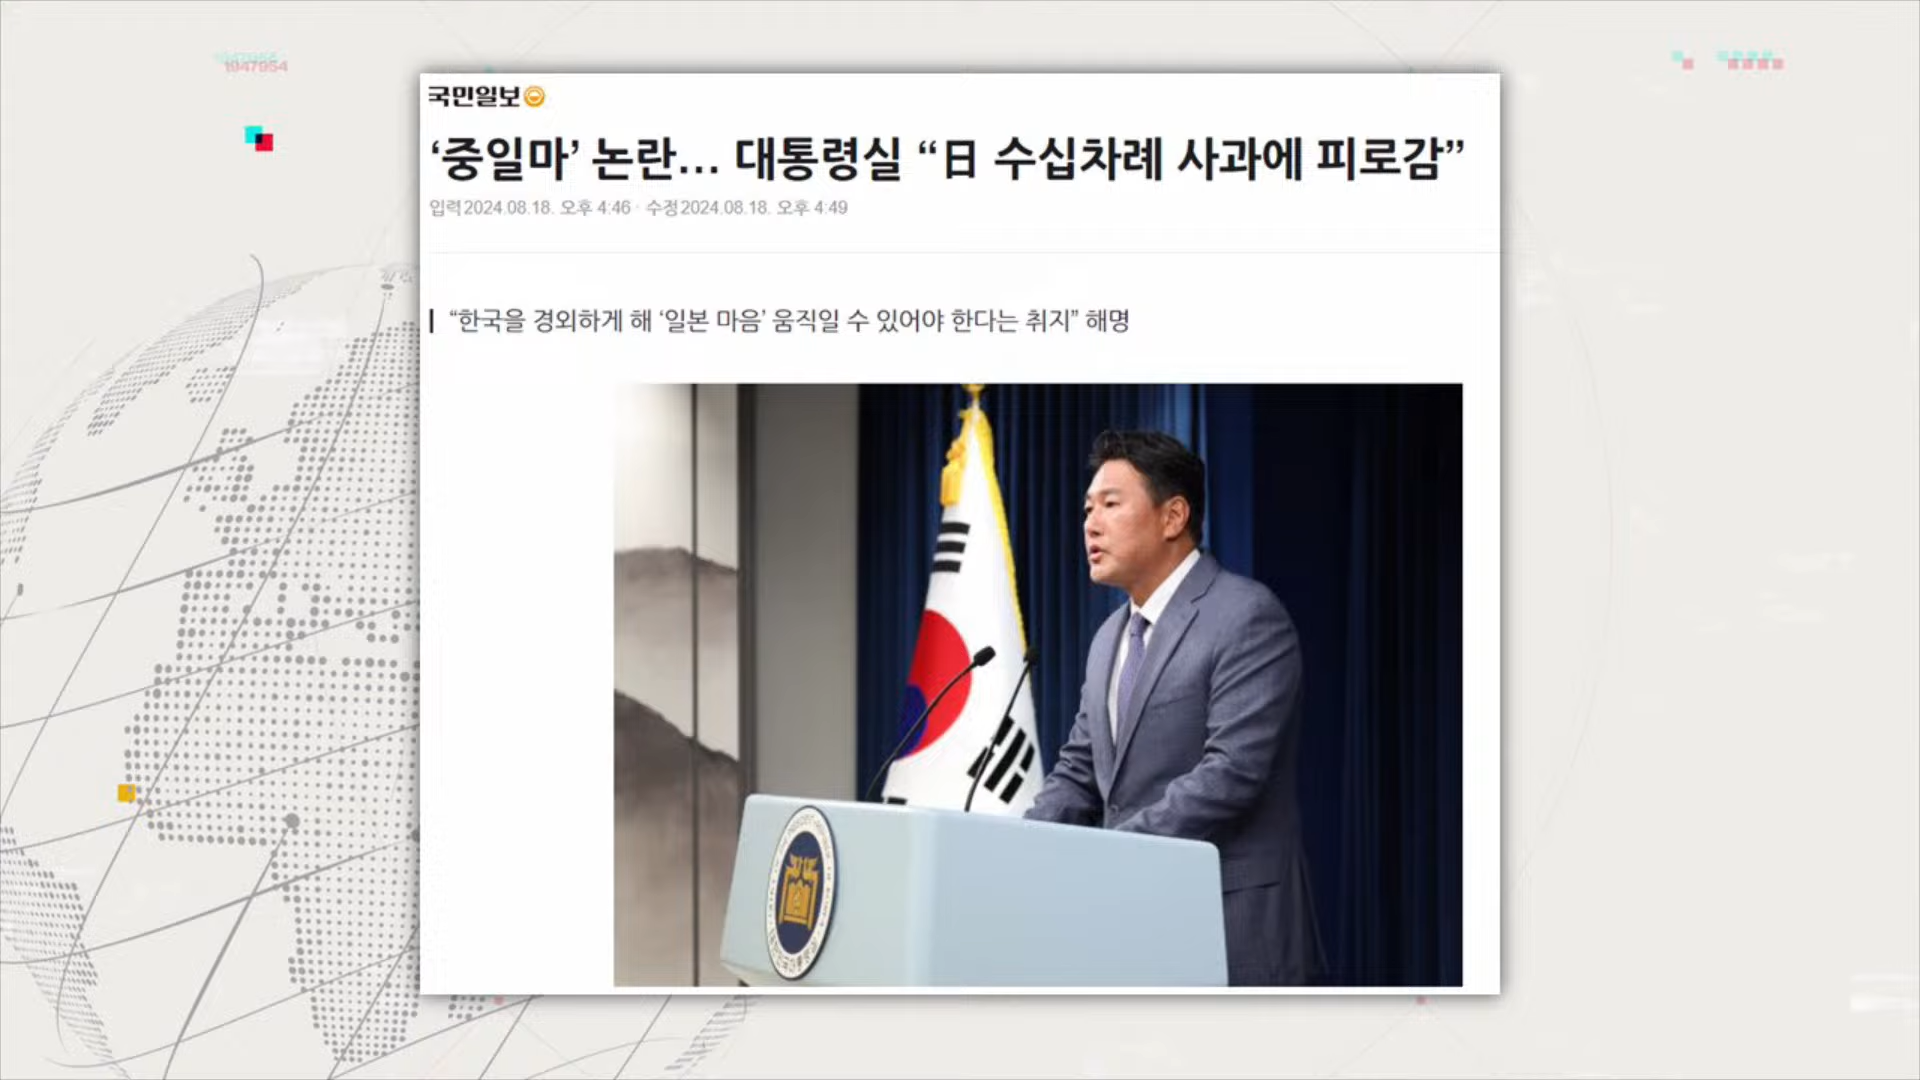 1947954
국민일보
‘중일마’ 논란… 대통령실 “日 수십차례 사과에 피로감”
입력2024.08.18. 오후 4:46 · 수정2024.08.18. 오후 4:49
“한국을 경외하게 해 ‘일본 마음’ 움직일 수 있어야 한다는 취지” 해명